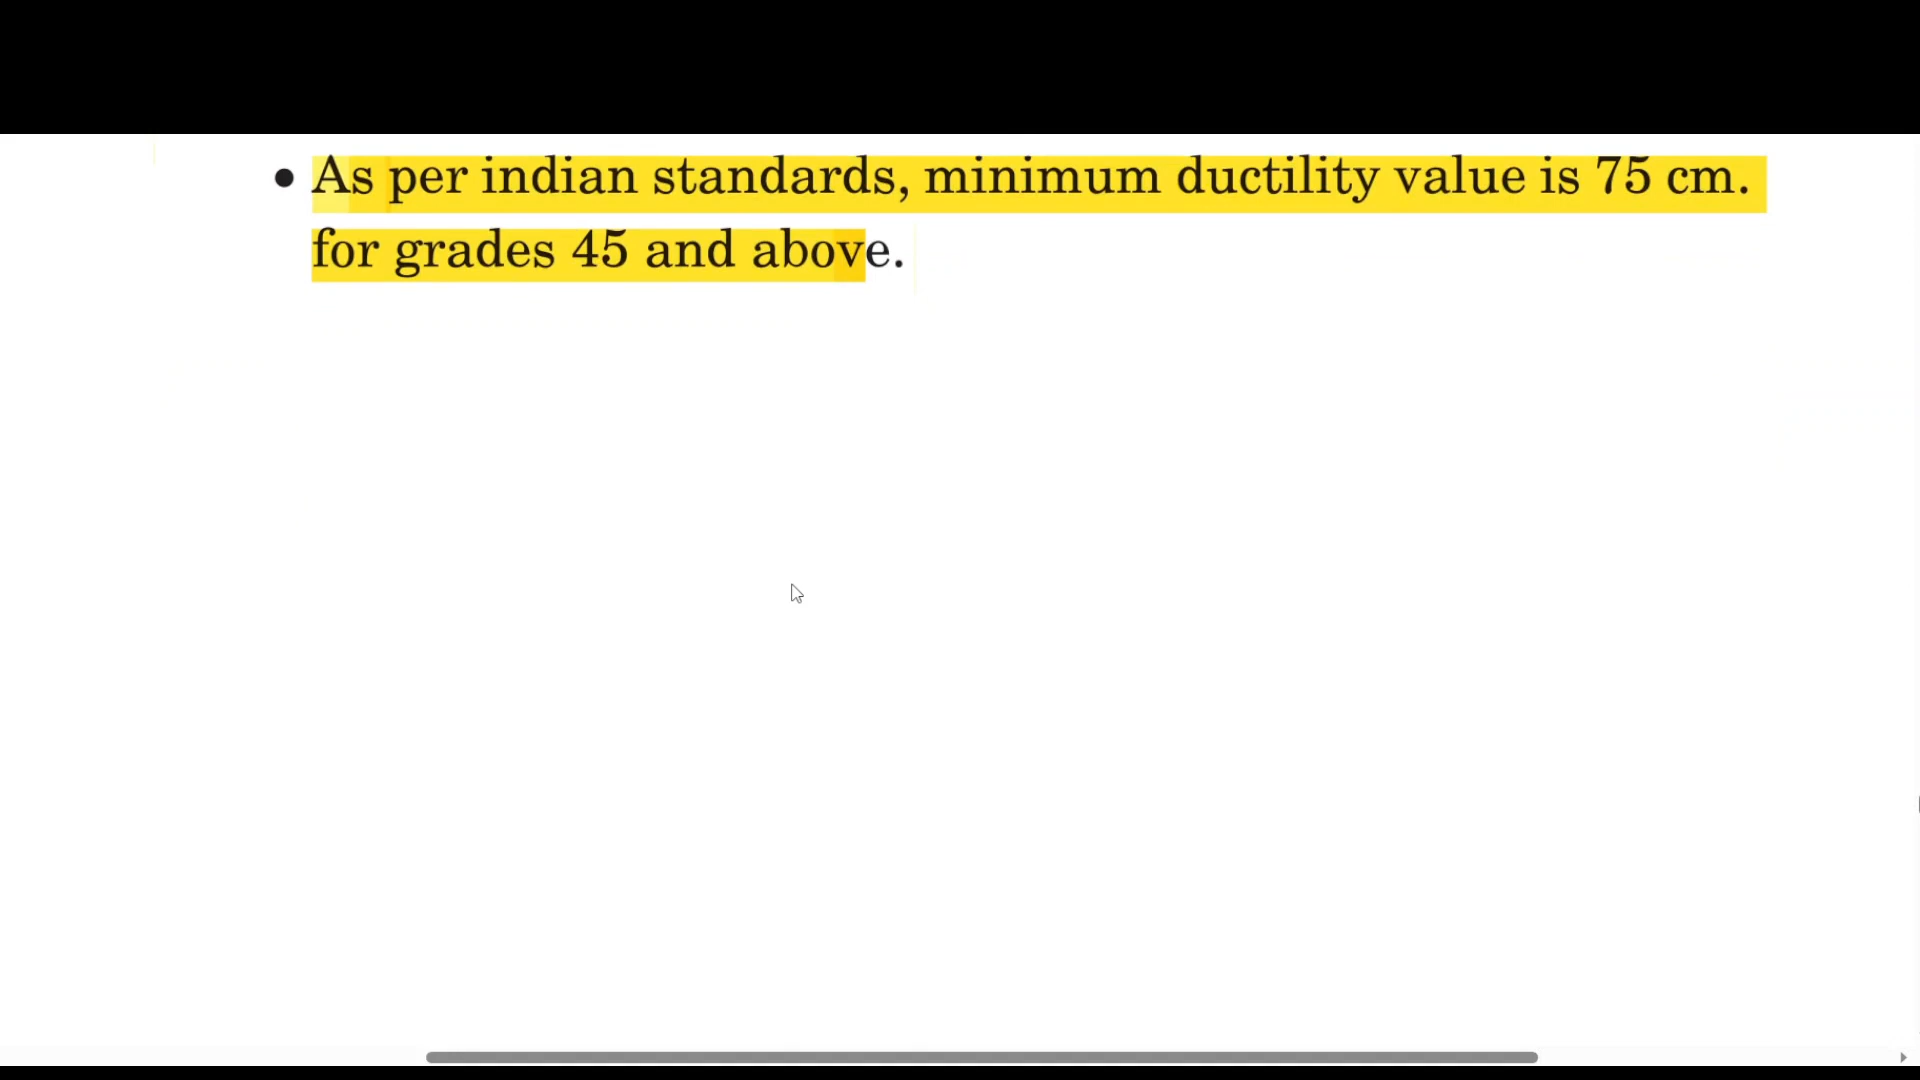 • As per indian standards, minimum ductility value is 75 cm.
for grades 45 and above.